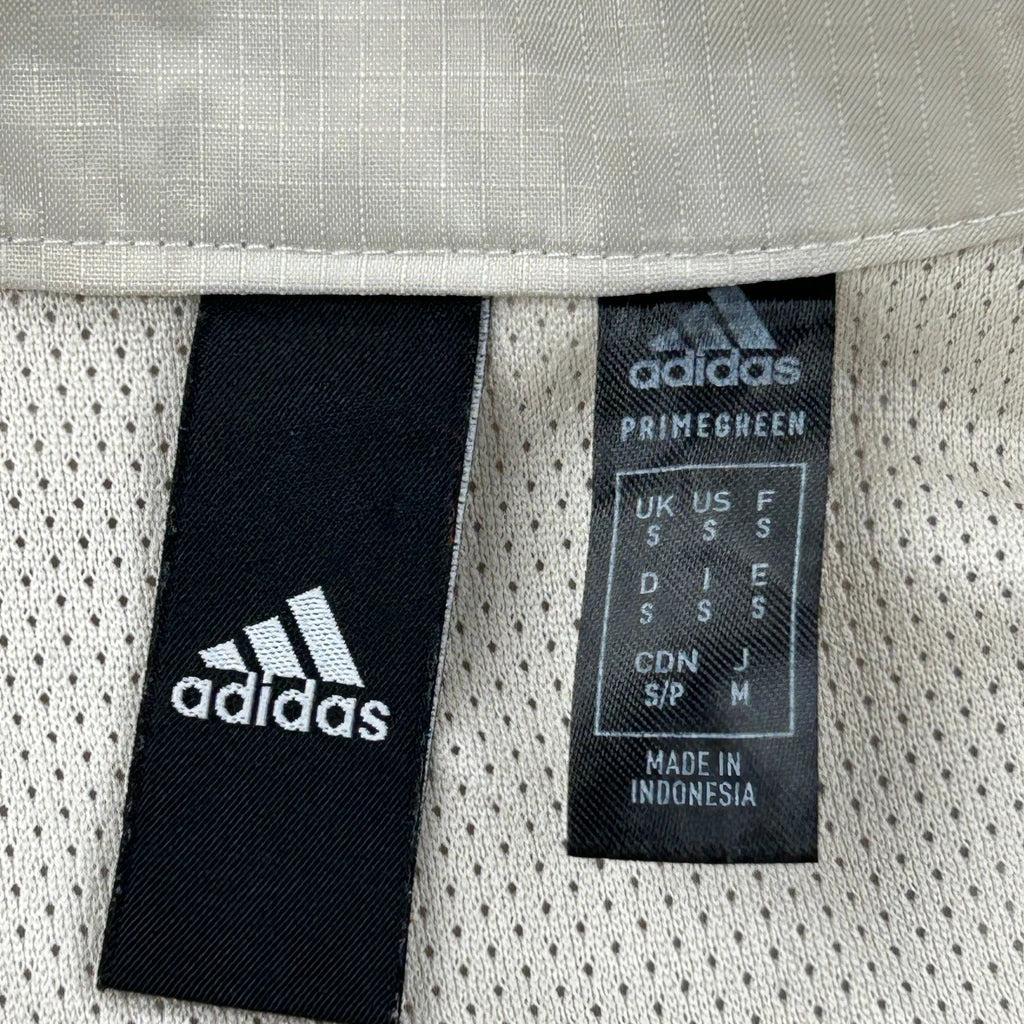 adidas
adidas
PRIMEGREEN
UK US F
S S S
D I E
S S S
CDN J
S/P M
MADE IN
INDONESIA